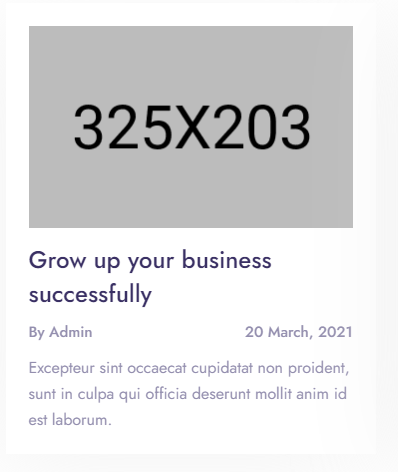 325X203
Grow up your business
successfully
By Admin 20 March, 2021
Excepteur sint occaecat cupidatat non proident,
sunt in culpa qui officia deserunt mollit anim id
est laborum.